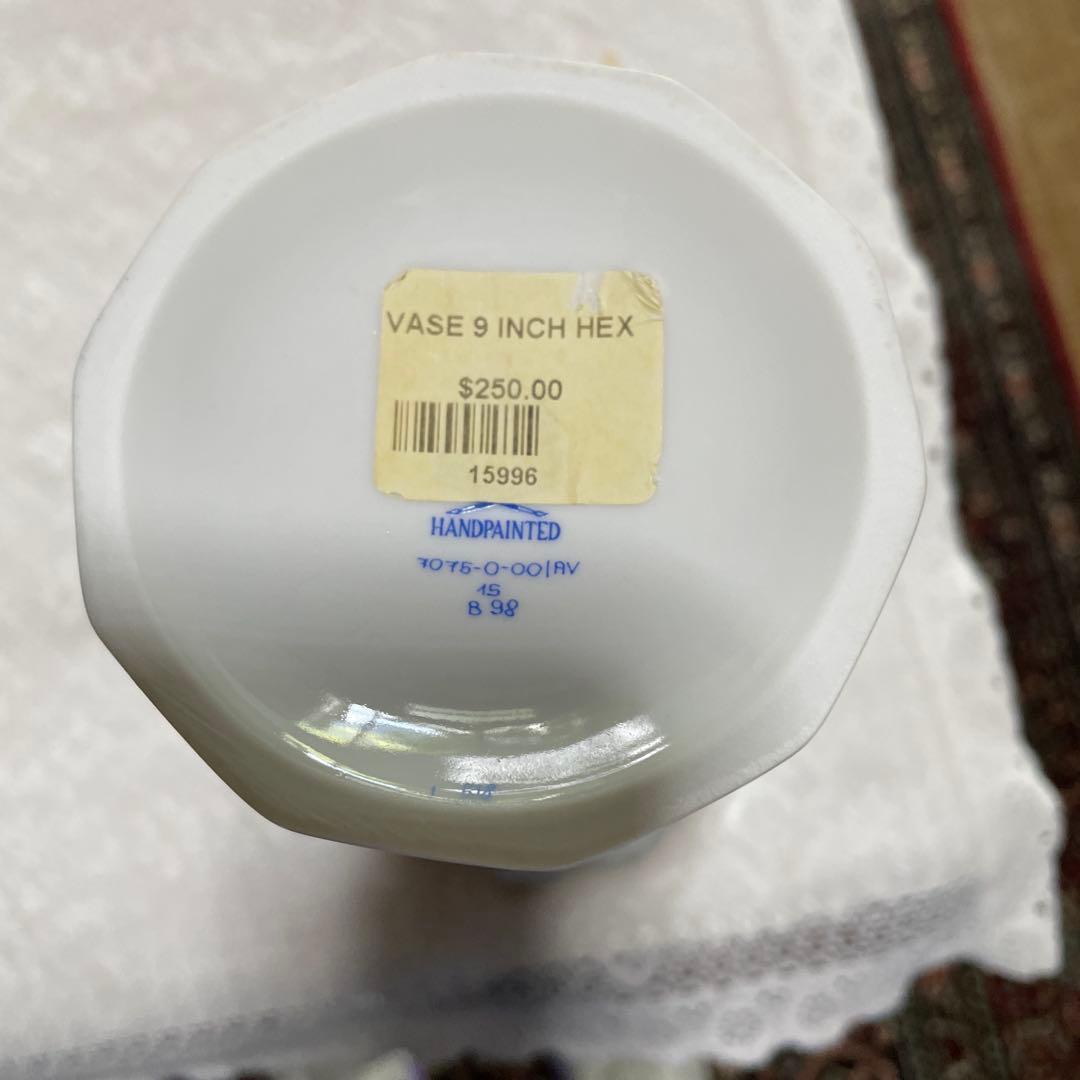 VASE 9 INCH HEX
$250.00
15996
HANDPAINTED
7075-0-00/AV
15
B 98